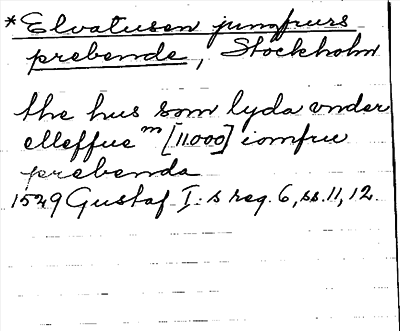 *Elvatusen jungfrurs
prebende, Stockholm
the hus som lyda vnder
elleffue m [11.000] iomfru
prebenda
1529 Gustaf I:s reg. 6, ss. 11, 12.